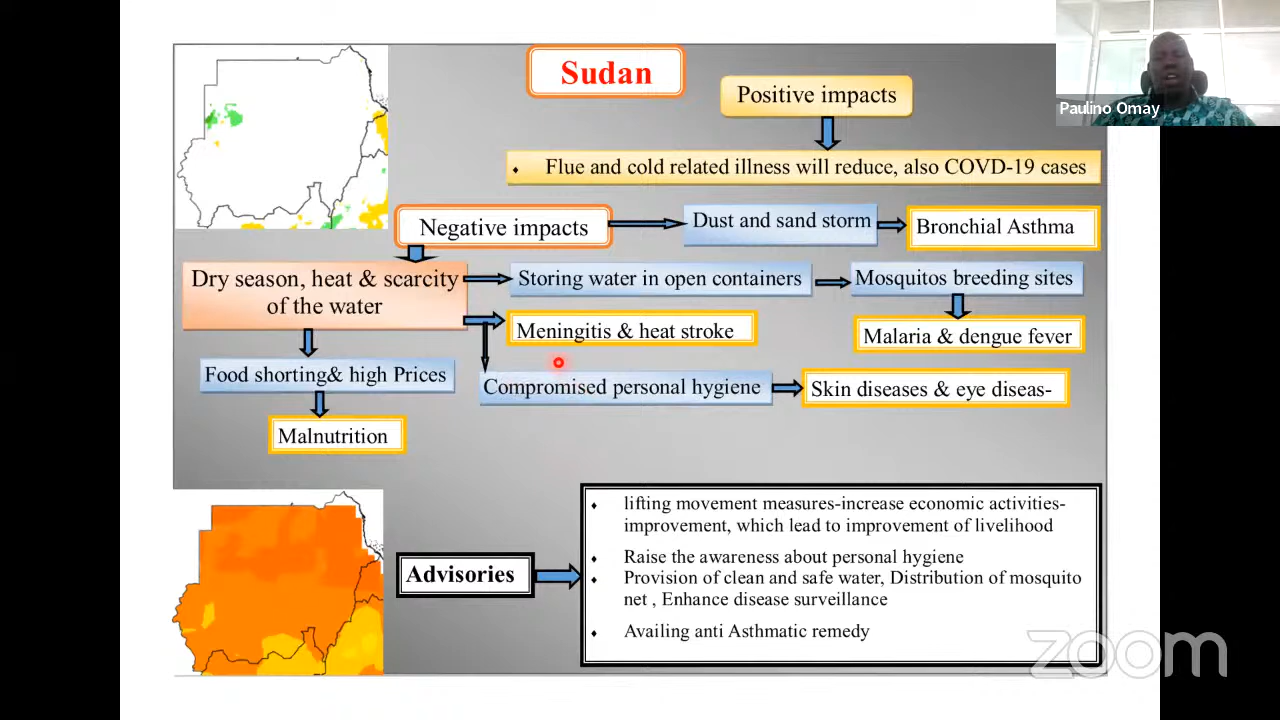 Sudan
Positive impacts
Paulino Omay
Flue and cold related illness will reduce, also COVD-19 cases
Negative impacts
Dust and sand storm
Bronchial Asthma
Dry season, heat & scarcity
of the water
Storing water in open containers
Mosquitos breeding sites
Meningitis & heat stroke
Malaria & dengue fever
Food shorting& high Prices
Compromised personal hygiene
Skin diseases & eye diseas-
Malnutrition
lifting movement measures-increase economic activities-
improvement, which lead to improvement of livelihood
Raise the awareness about personal hygiene
Advisories
Provision of clean and safe water, Distribution of mosquito
net , Enhance disease surveillance
Availing anti Asthmatic remedy
zoom